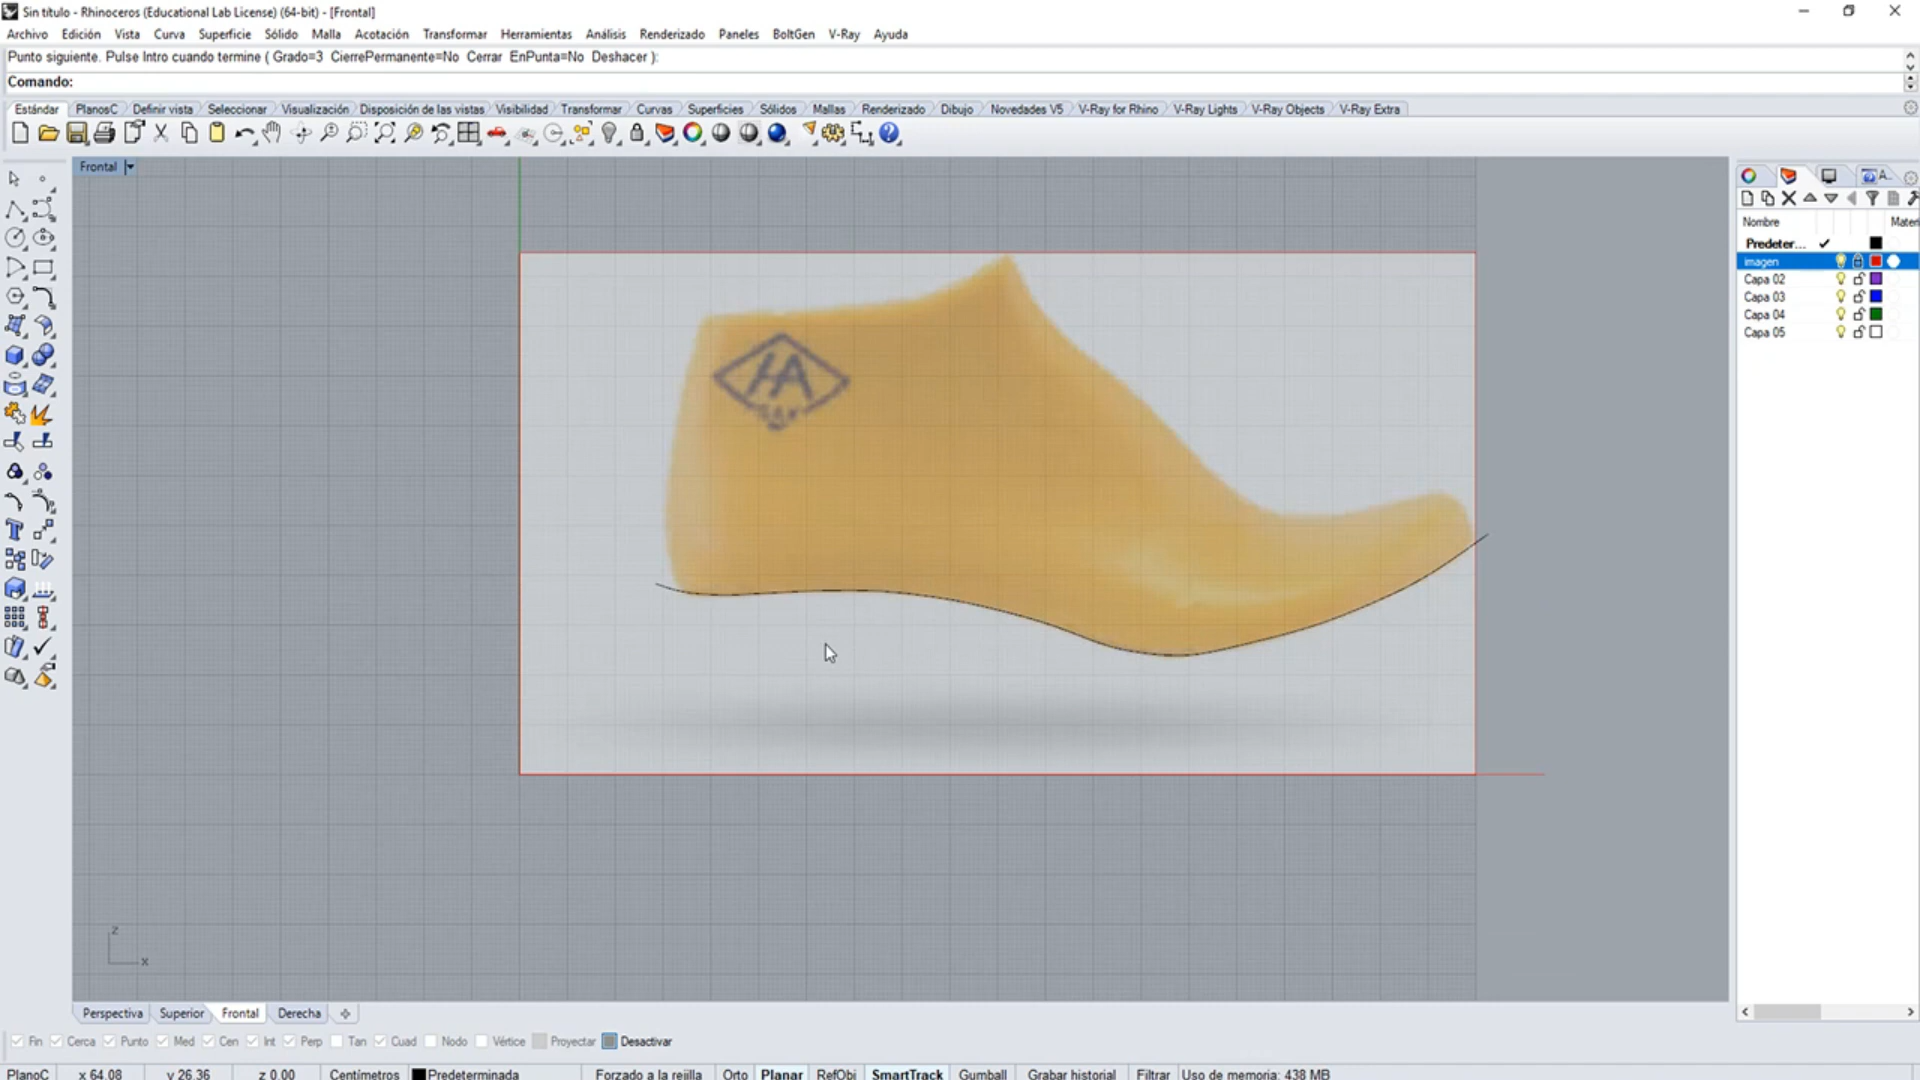 Sin título - Rhinoceros (Educational Lab License) (64-bit) - [Frontal]
Archivo Edición Vista Curva Superficie Sólido Malla Acotación Transformar Herramientas Análisis Renderizado Paneles BoltGen V-Ray Ayuda
Punto siguiente. Pulse Intro cuando termine ( Grado=3 CierrePermanente=No Cerrar EnPunta=No Deshacer ):
Comando:
Estándar PlanosC Definir vista Seleccionar Visualización Disposición de las vistas Visibilidad Transformar Curvas Superficies Sólidos Mallas Renderizado Dibujo Novedades V5 V-Ray for Rhino V-Ray Lights V-Ray Objects V-Ray Extra
Frontal
A...
Nombre Materi
Predeter...
imagen
Capa 02
Capa 03
Capa 04
Capa 05
HA
z
x
Perspectiva Superior Frontal Derecha
Fin Cerca Punto Med Cen Int Perp Tan Cuad Nodo Vértice Proyectar Desactivar
PlanoC x 64.08 y 26.36 z 0.00 Centímetros Predeterminada Forzado a la rejilla Orto Planar RefObj SmartTrack Gumball Grabar historial Filtrar Uso de memoria: 438 MB